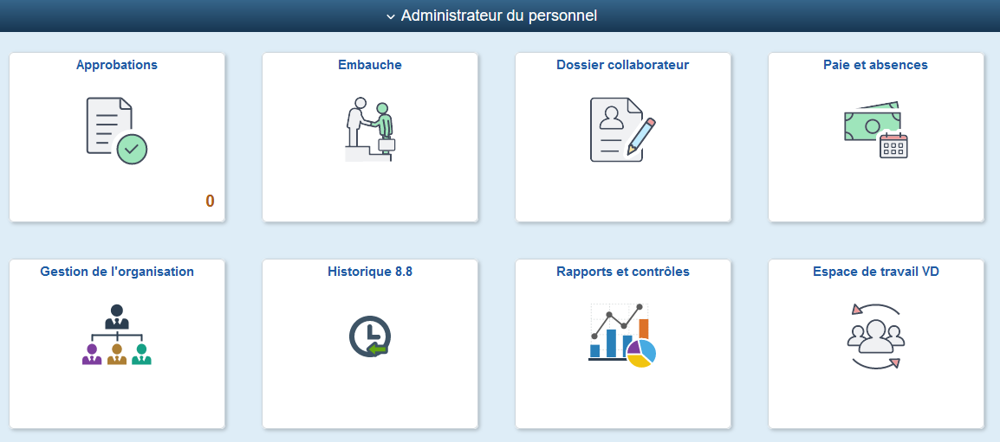 Administrateur du personnel
Approbations
Embauche
Dossier collaborateur
Paie et absences
0
Gestion de l'organisation
Historique 8.8
Rapports et contrôles
Espace de travail VD